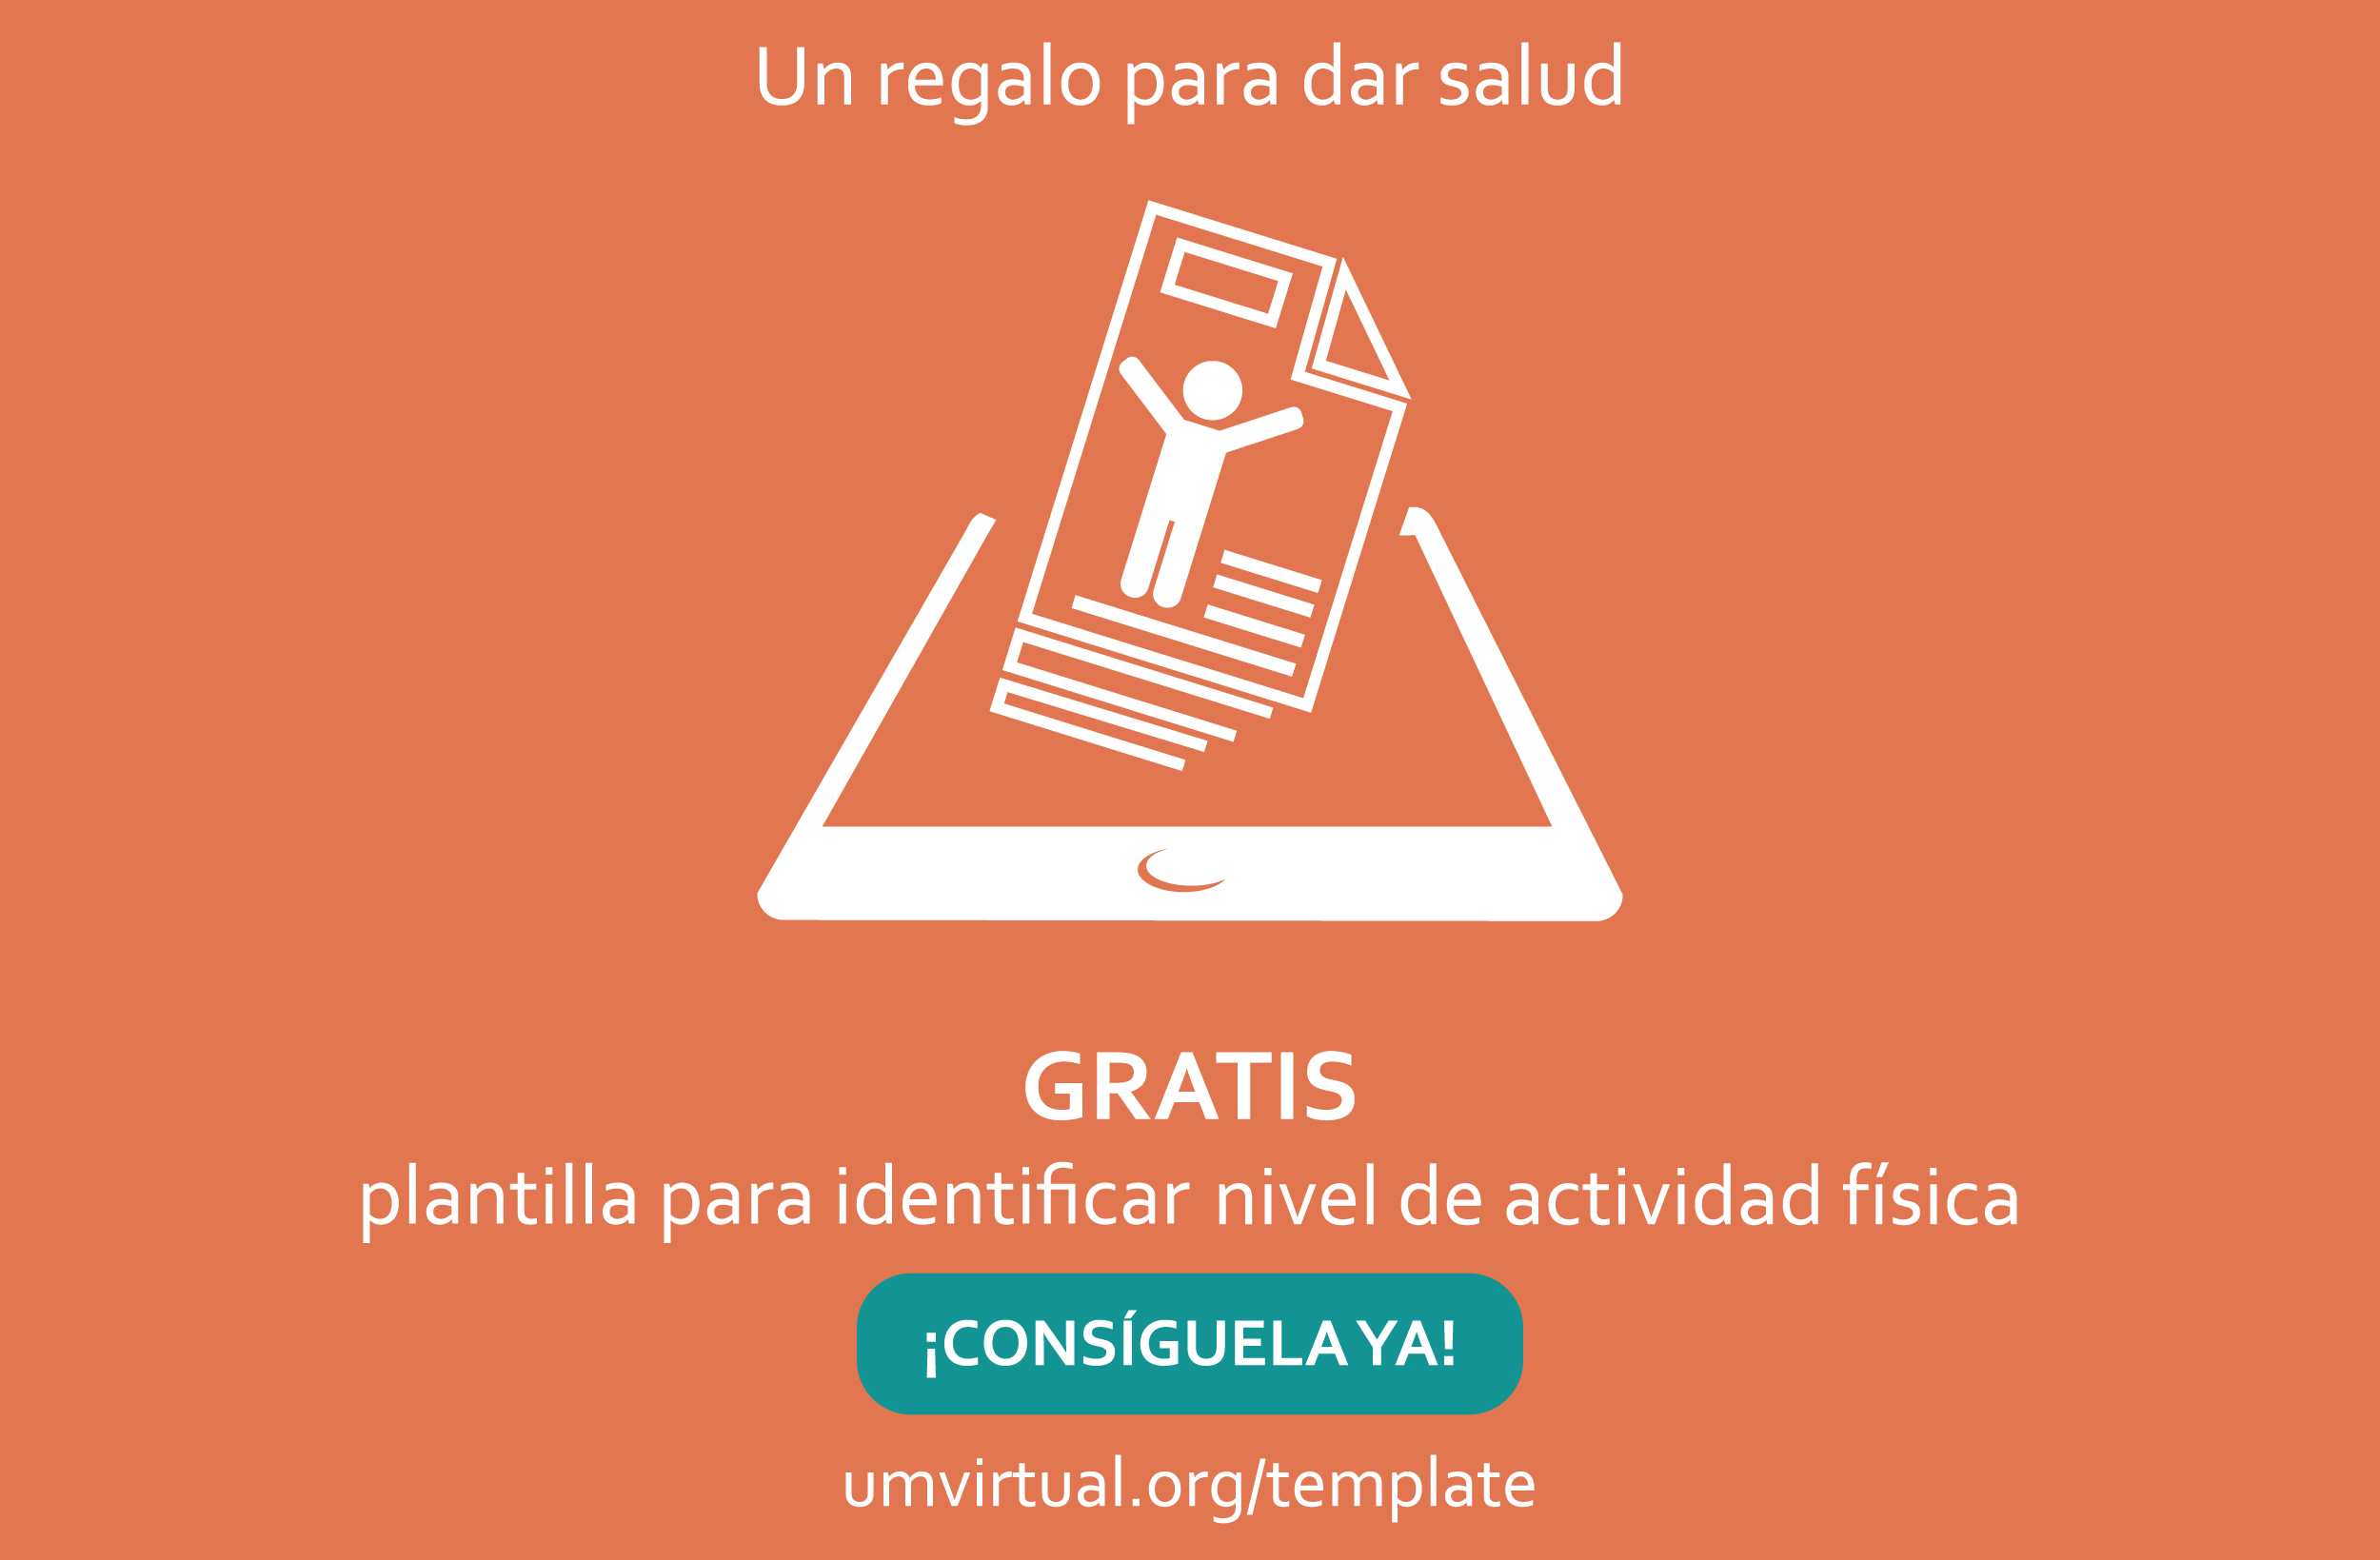 Un regalo para dar salud
GRATIS
plantilla para identificar nivel de actividad física
¡CONSÍGUELA YA!
umvirtual.org/template